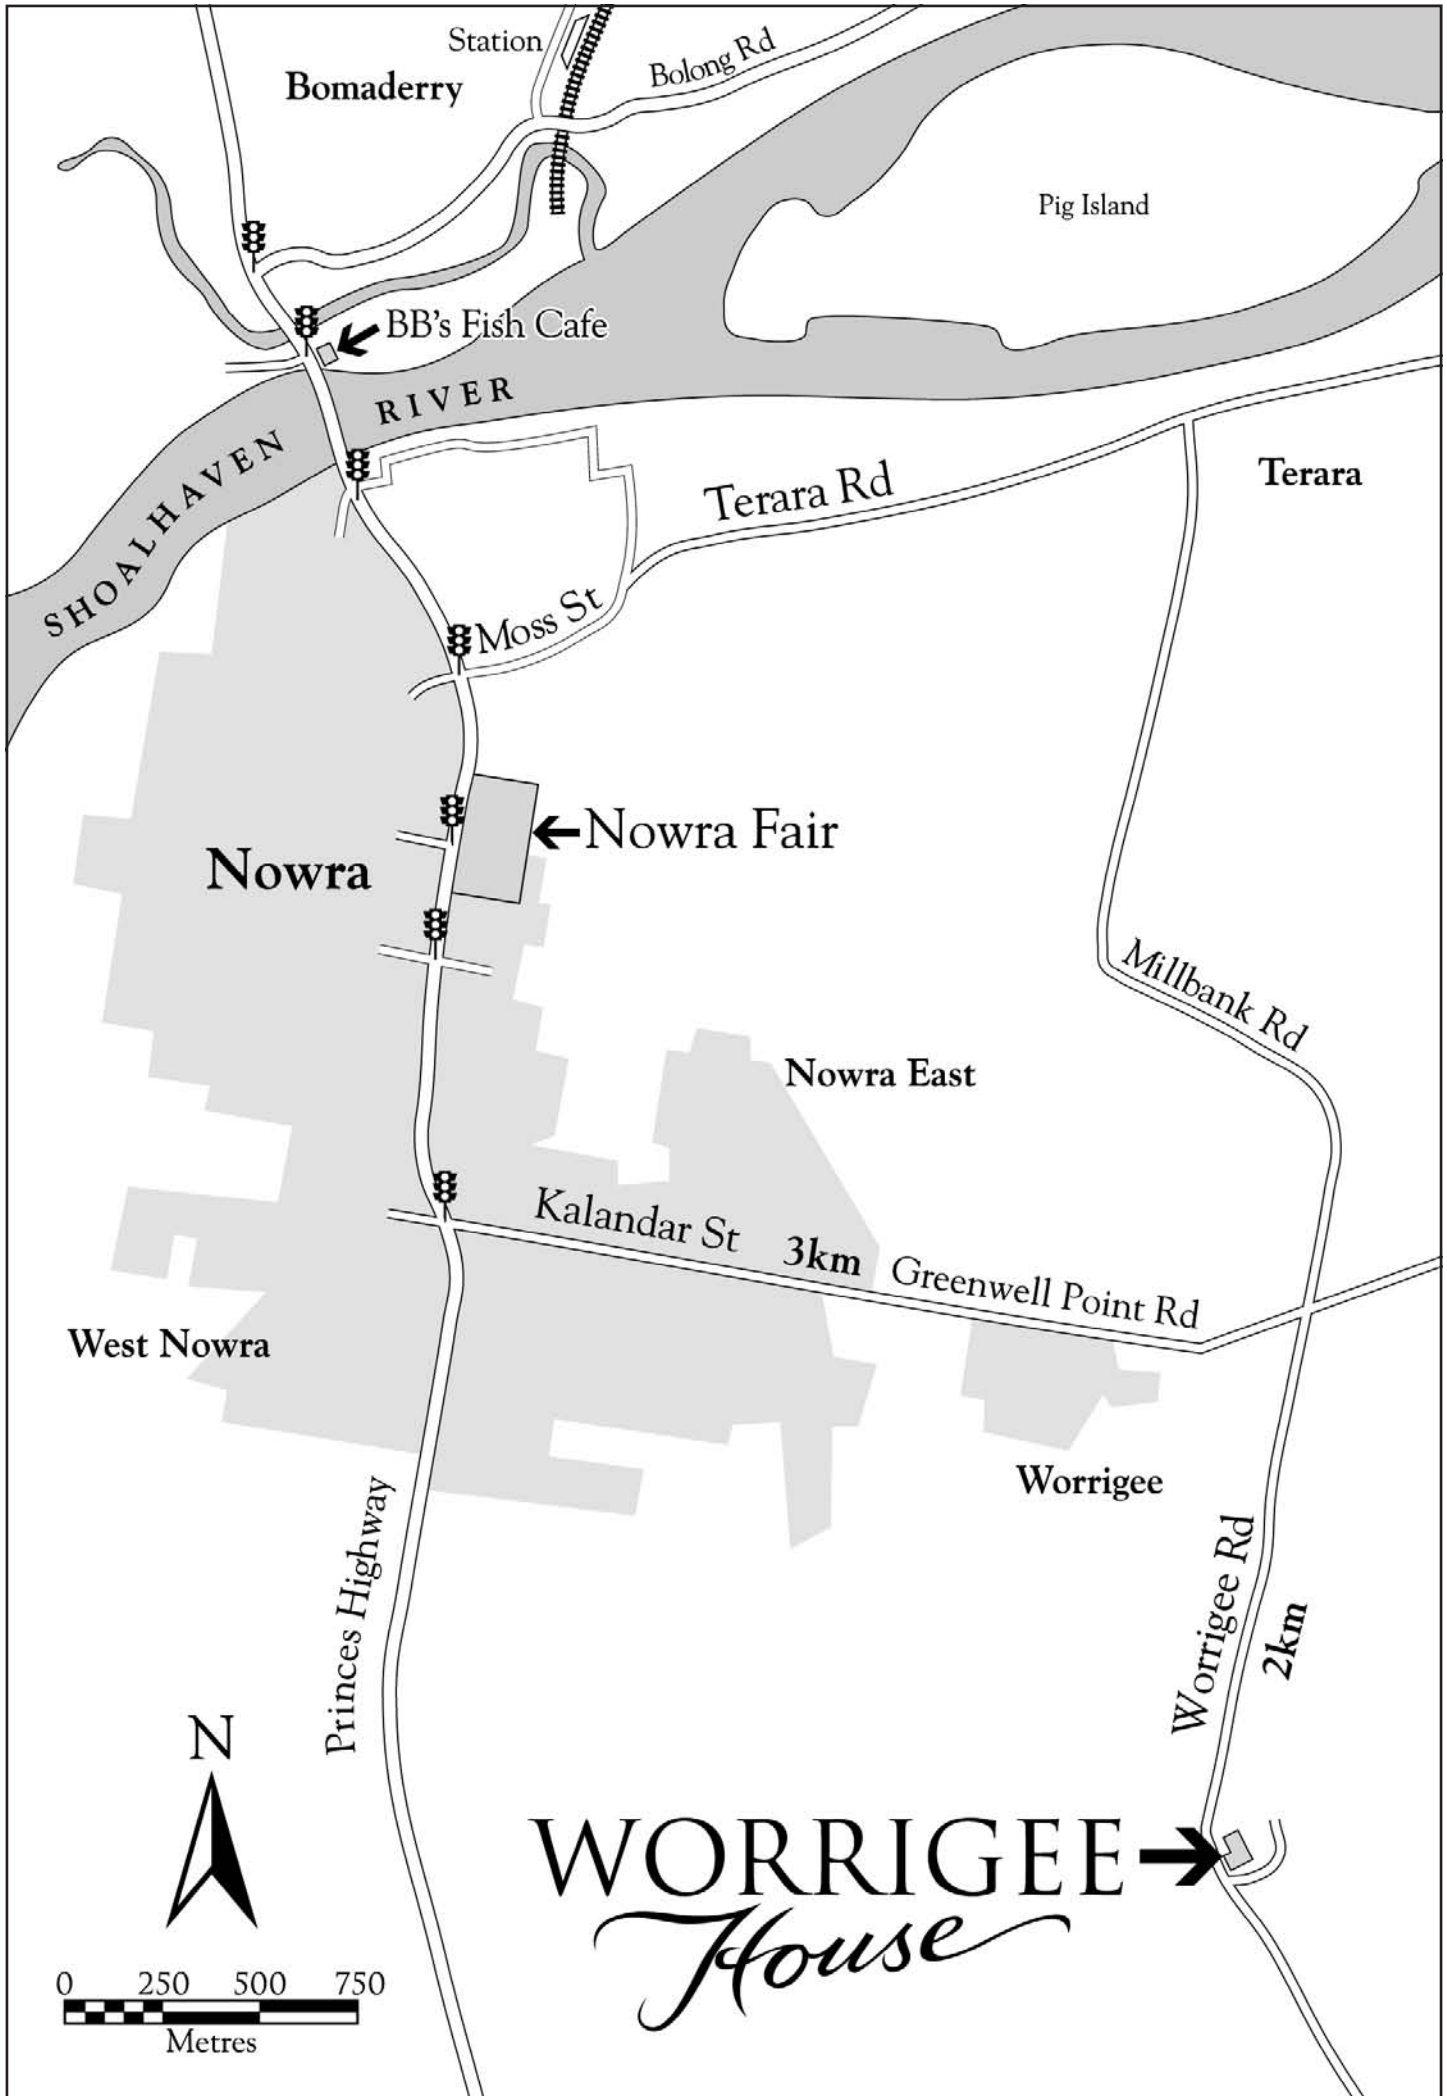 Station
Bolong Rd
Bomaderry
Pig Island
BB's Fish Cafe
SHOALHAVEN RIVER
Terara Rd
Terara
Moss St
Nowra Fair
Nowra
Millbank Rd
Nowra East
Kalandar St
3km
Greenwell Point Rd
West Nowra
Worrigee
Princes Highway
Worrigee Rd
2km
N
WORRIGEE
House
0 250 500 750
Metres